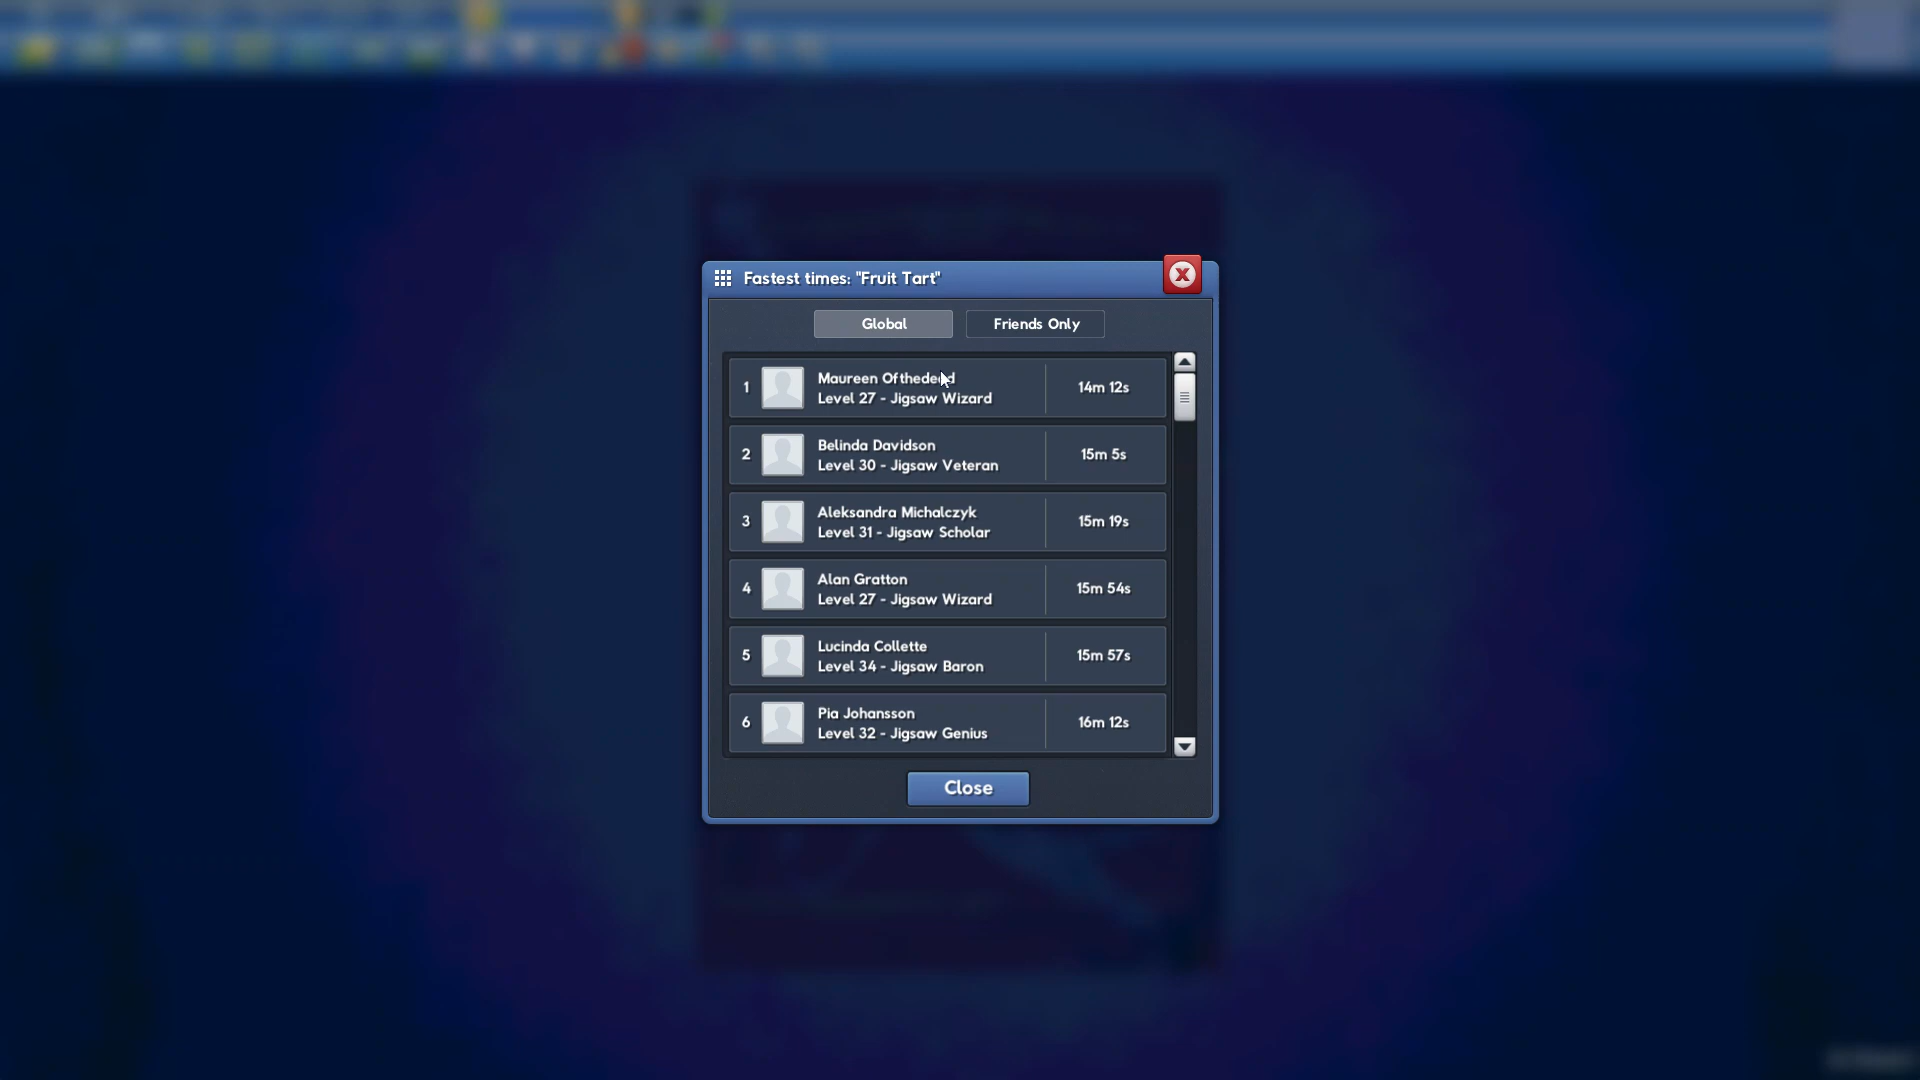 Fastest times: "Fruit Tart"
Global
Friends Only
1
Maureen Ofthedead
Level 27 - Jigsaw Wizard
14m 12s
2
Belinda Davidson
Level 30 - Jigsaw Veteran
15m 5s
3
Aleksandra Michalczyk
Level 31 - Jigsaw Scholar
15m 19s
4
Alan Gratton
Level 27 - Jigsaw Wizard
15m 54s
5
Lucinda Collette
Level 34 - Jigsaw Baron
15m 57s
6
Pia Johansson
Level 32 - Jigsaw Genius
16m 12s
Close